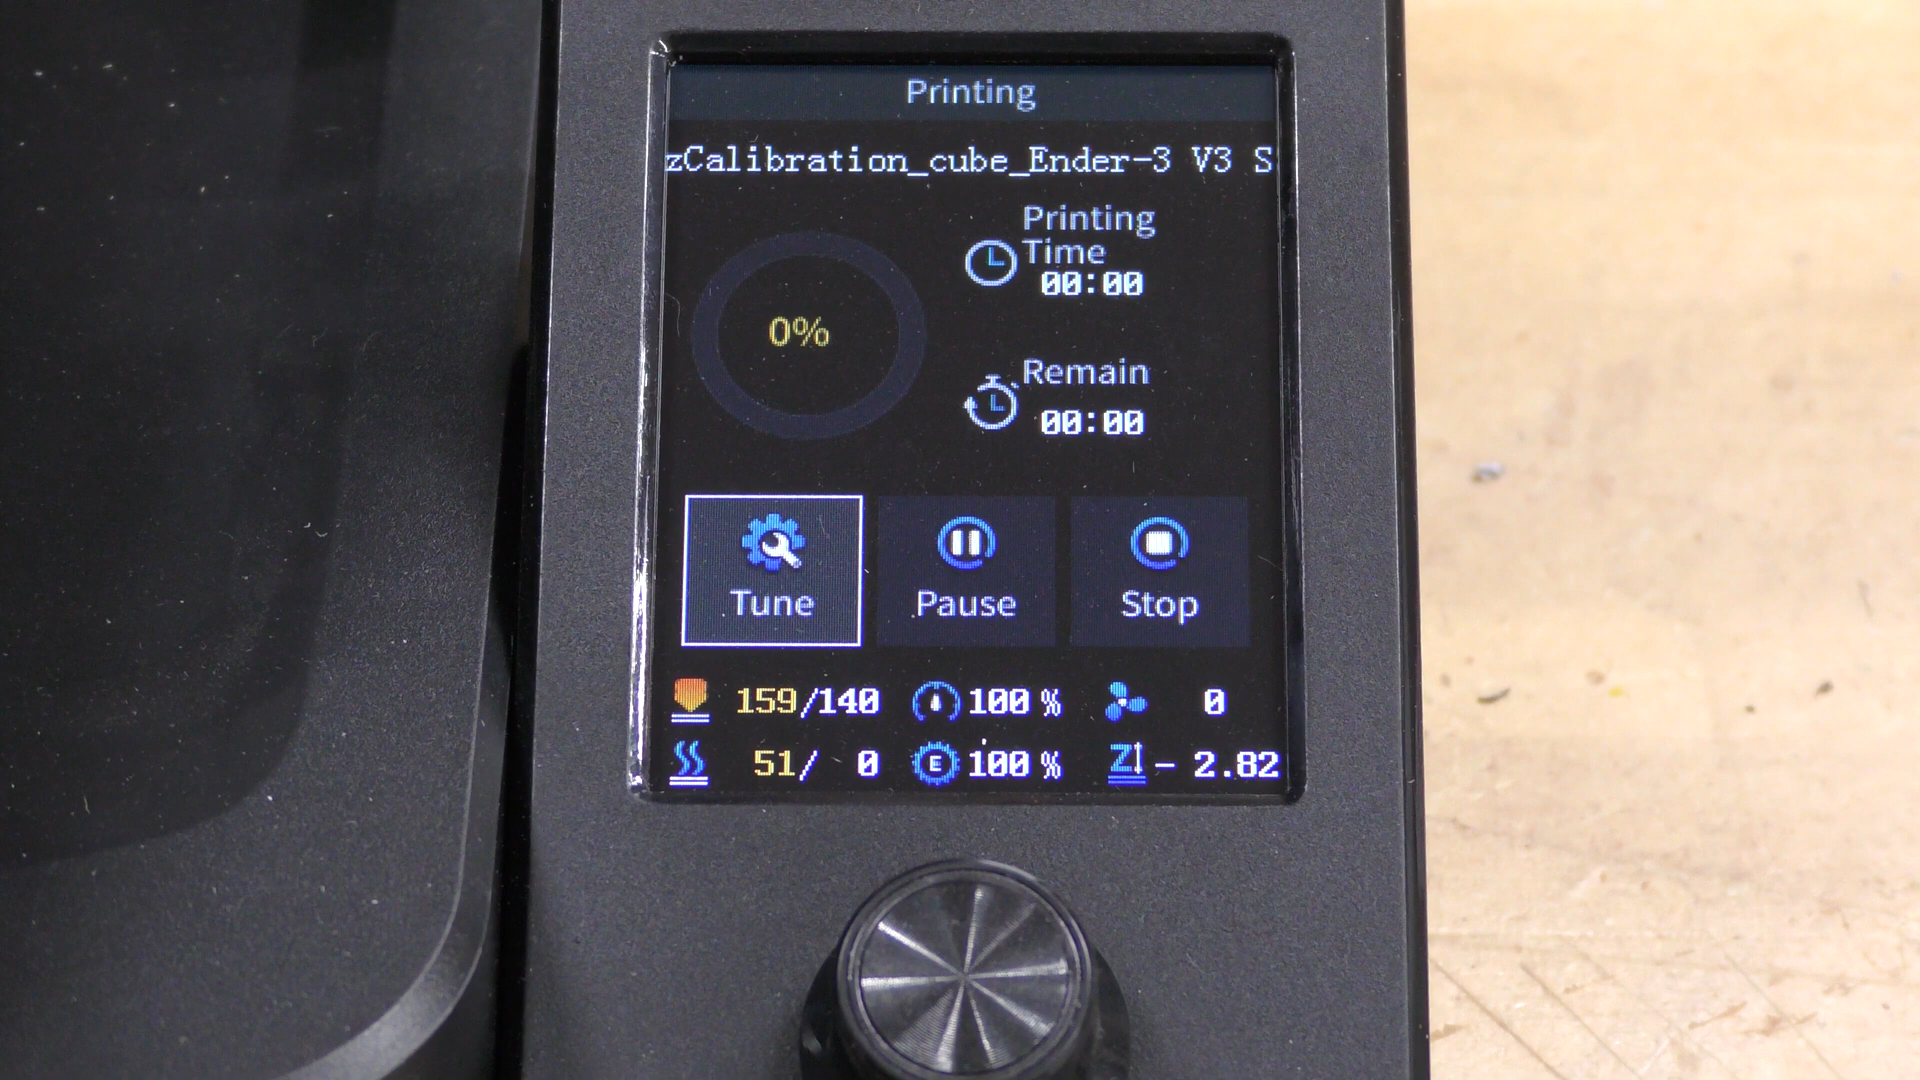 Printing
zCalibration_cube_Ender-3 V3 S
Printing
Time
00:00
0%
Remain
00:00
Tune
Pause
Stop
159/140
100 %
0
51/ 0
E
100 %
Z
- 2.82